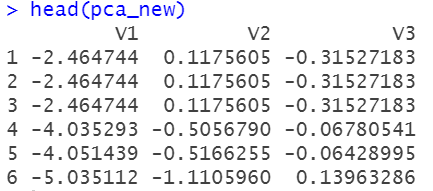 > head(pca_new)
V1 V2 V3
1 -2.464744 0.1175605 -0.31527183
2 -2.464744 0.1175605 -0.31527183
3 -2.464744 0.1175605 -0.31527183
4 -4.035293 -0.5056790 -0.06780541
5 -4.051439 -0.5166255 -0.06428995
6 -5.035112 -1.1105960 0.13963286